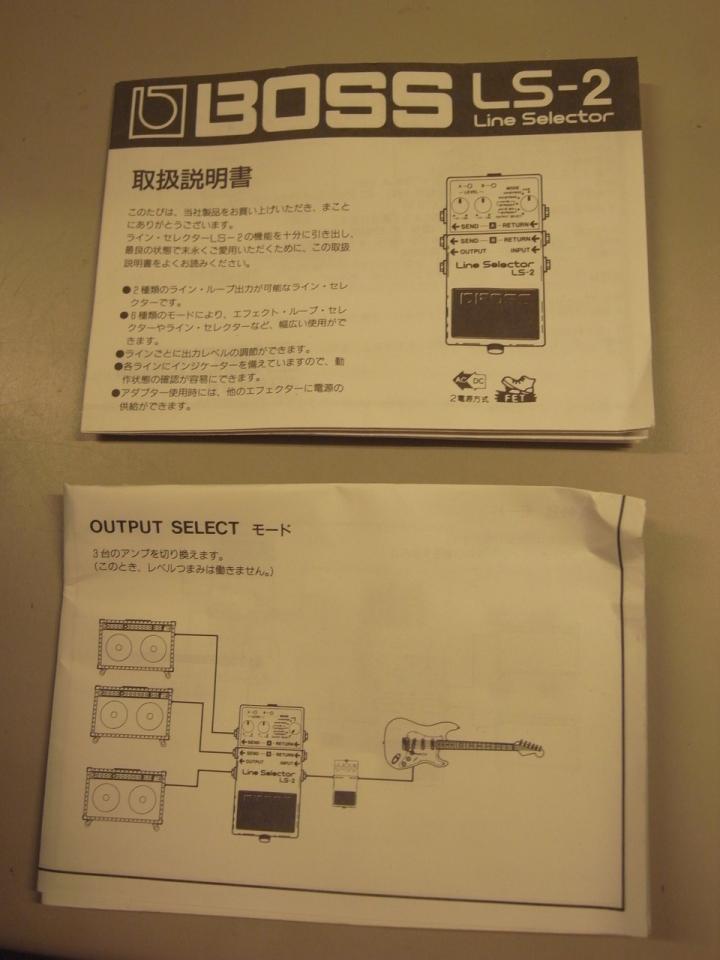 BOSS LS-2
Line Selector
取扱説明書
このたびは、当社製品をお買い上げいただき、まこと
にありがとうございます。
ライン・セレクターLS-2の機能を十分に引き出し、
最良の状態で末永くご愛用いただくために、この取扱
説明書をよくお読みください。
●2種類のライン・ループ出力が可能なライン・セレ
クターです。
●6種類のモードにより、エフェクト・ループ・セレ
クターやライン・セレクターなど、幅広い使用がで
きます。
●ラインごとに出力レベルの調節ができます。
●各ラインにインジケーターを備えていますので、動
作状態の確認が容易にできます。
●アダプター使用時には、他のエフェクターに電源の
供給ができます。
A B
LEVEL MODE
SEND A RETURN
SEND B RETURN
OUTPUT INPUT
Line Selector
LS-2
BOSS
AC DC
2電源方式 FET
OUTPUT SELECT モード
3台のアンプを切り換えます。
(このとき、レベルつまみは働きません。)
SEND A RETURN
SEND B RETURN
OUTPUT INPUT
Line Selector
LS-2